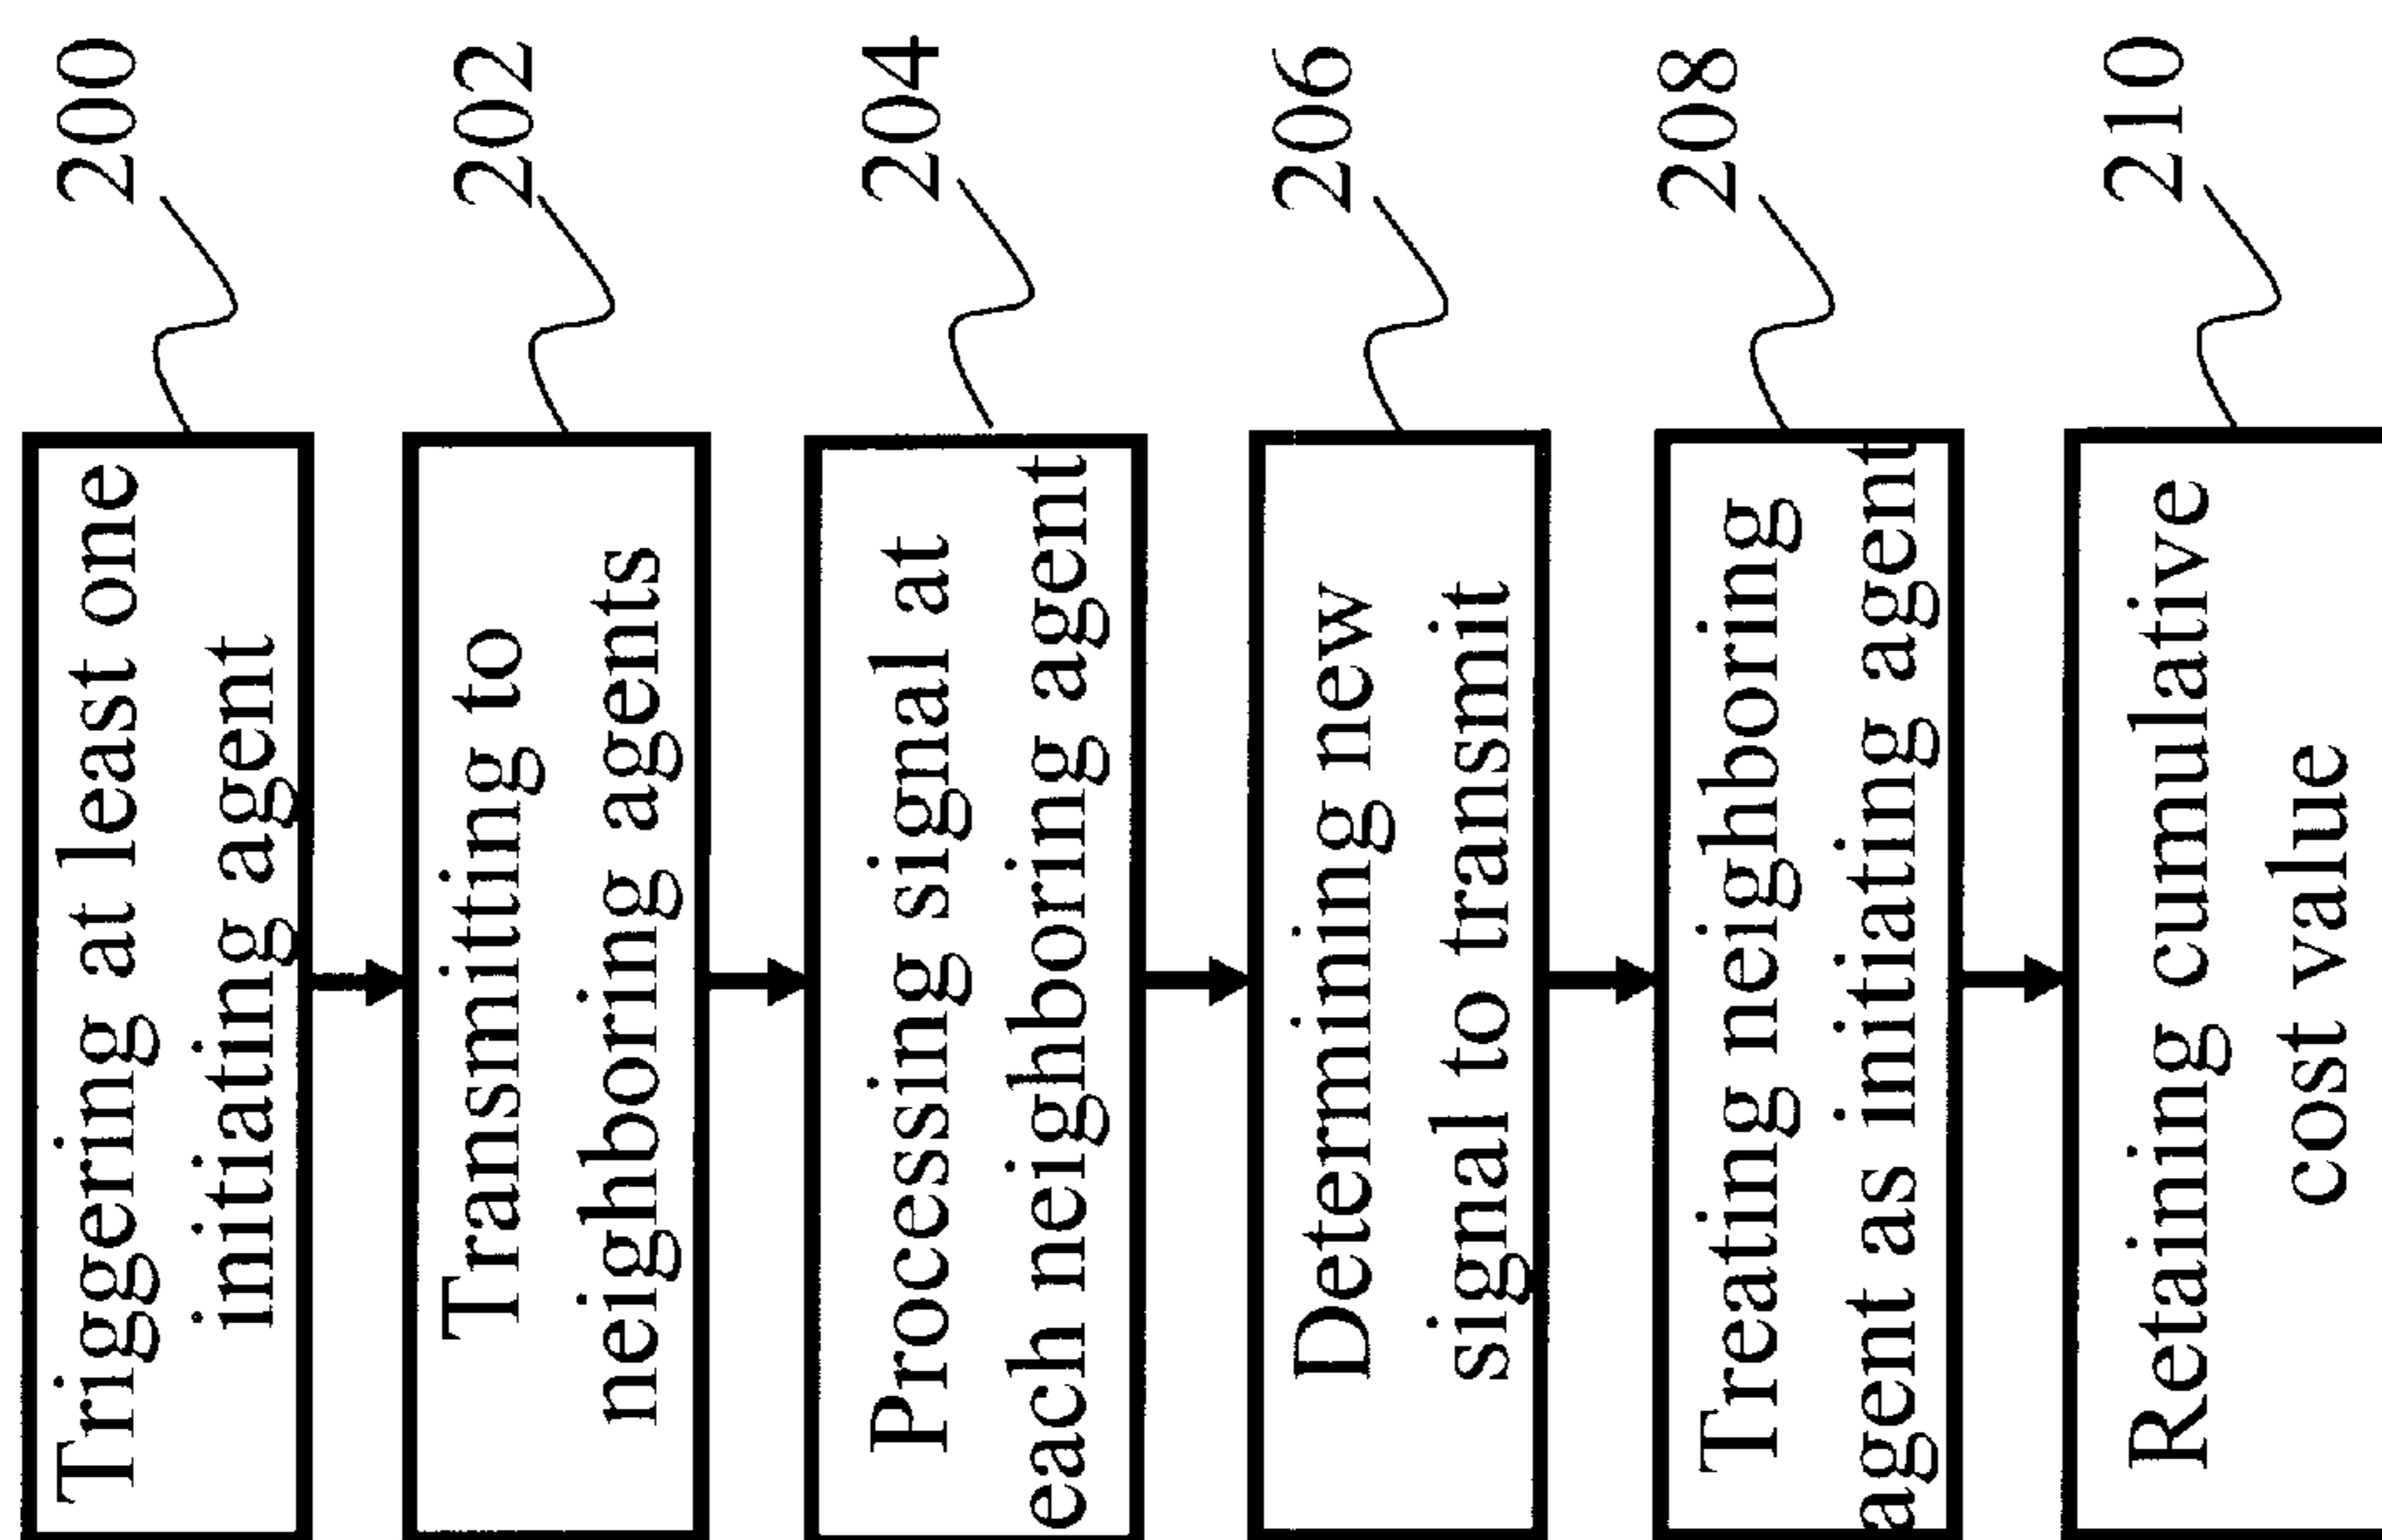 Triggering at least one
initiating agent
200
Transmitting to
neighboring agents
202
Processing signal at
each neighboring agent
204
Determining new
signal to transmit
206
Treating neighboring
agent as initiating agent
208
Retaining cumulative
cost value
210